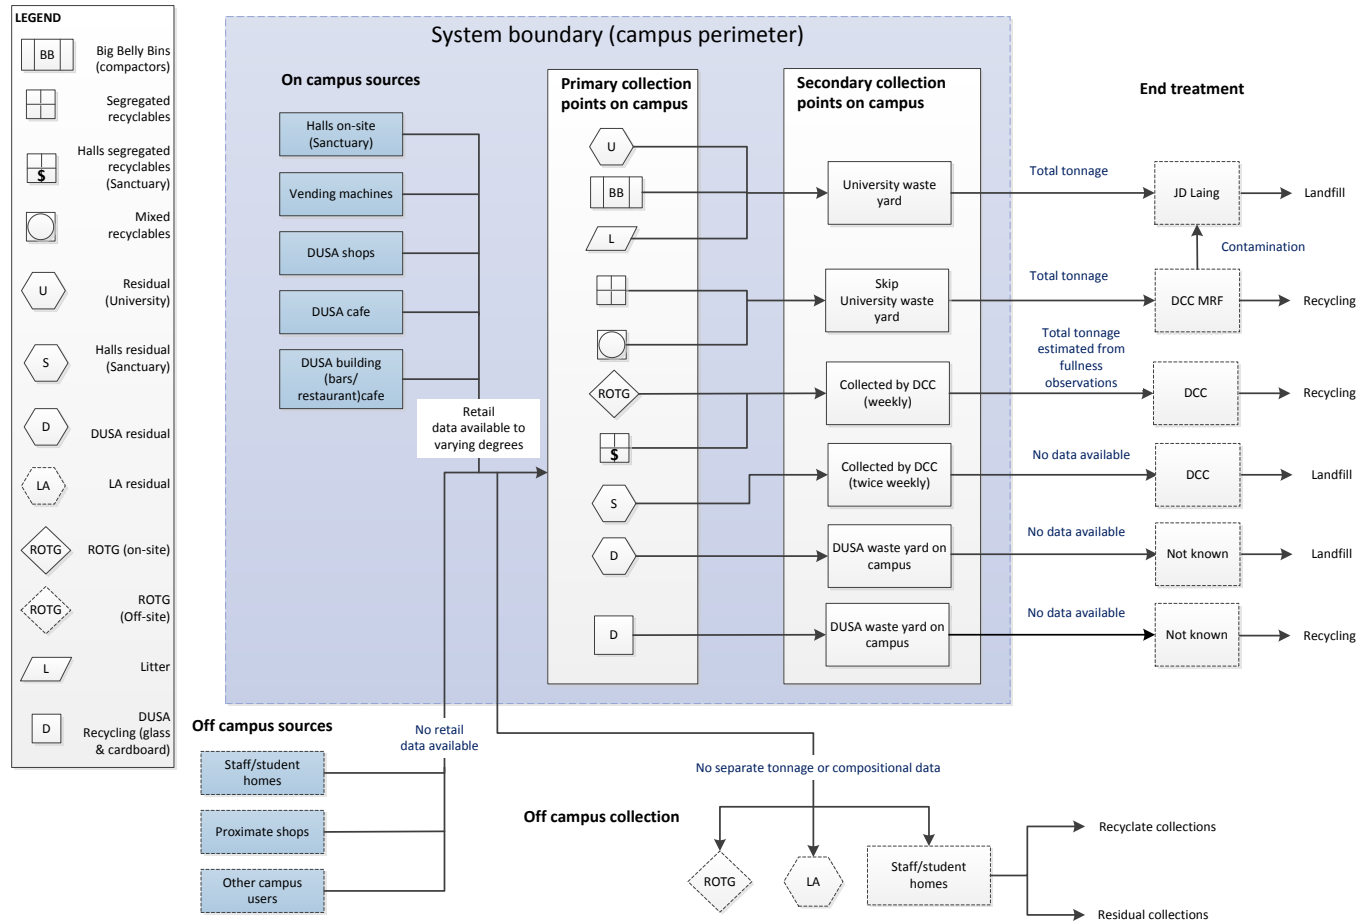 LEGEND
BB
Big Belly Bins
(compactors)
Segregated
recyclables
$
Halls segregated
recyclables
(Sanctuary)
Mixed
recyclables
U
Residual
(University)
S
Halls residual
(Sanctuary)
D
DUSA residual
LA
LA residual
ROTG
ROTG (on-site)
ROTG
ROTG
(Off-site)
L
Litter
D
DUSA
Recycling (glass
& cardboard)
System boundary (campus perimeter)
On campus sources
Halls on-site
(Sanctuary)
Vending machines
DUSA shops
DUSA cafe
DUSA building
(bars/
restaurant)cafe
Retail
data available to
varying degrees
Primary collection
points on campus
U
BB
L
ROTG
$
S
D
D
Secondary collection
points on campus
University waste
yard
Skip
University waste
yard
Collected by DCC
(weekly)
Collected by DCC
(twice weekly)
DUSA waste yard on
campus
DUSA waste yard on
campus
End treatment
Total tonnage
JD Laing
Landfill
Contamination
Total tonnage
DCC MRF
Recycling
Total tonnage
estimated from
fullness
observations
DCC
Recycling
No data available
DCC
Landfill
No data available
Not known
Landfill
No data available
Not known
Recycling
Off campus sources
Staff/student
homes
Proximate shops
Other campus
users
No retail
data available
No separate tonnage or compositional data
Off campus collection
ROTG
LA
Staff/student
homes
Recyclate collections
Residual collections